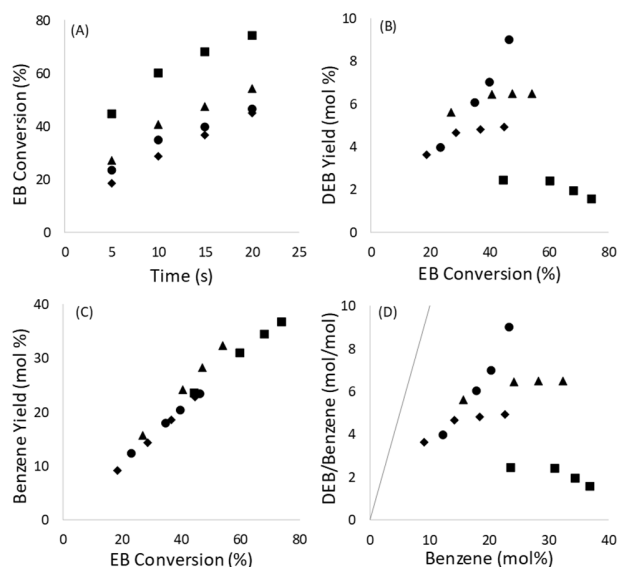 (A)
EB Conversion (%)
80
60
40
20
0
0 5 10 15 20 25
Time (s)
(B)
DEB Yield (mol %)
10
8
6
4
2
0
0 20 40 60 80
EB Conversion (%)
(C)
Benzene Yield (mol %)
40
30
20
10
0
0 20 40 60 80
EB Conversion (%)
(D)
DEB/Benzene (mol/mol)
10
8
6
4
2
0
0 10 20 30 40
Benzene (mol%)